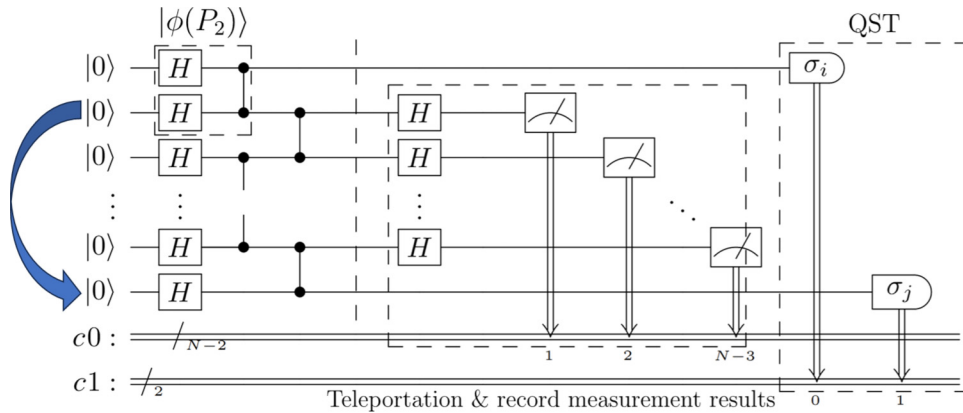 |ϕ(P₂)⟩ QST
|0⟩ H σᵢ
|0⟩ H H
|0⟩ H H
⋮ ⋮ ⋮ ⋱
|0⟩ H H
|0⟩ H σⱼ
c0 : N−2 1 2 N−3
c1 : 2 0 1
Teleportation & record measurement results